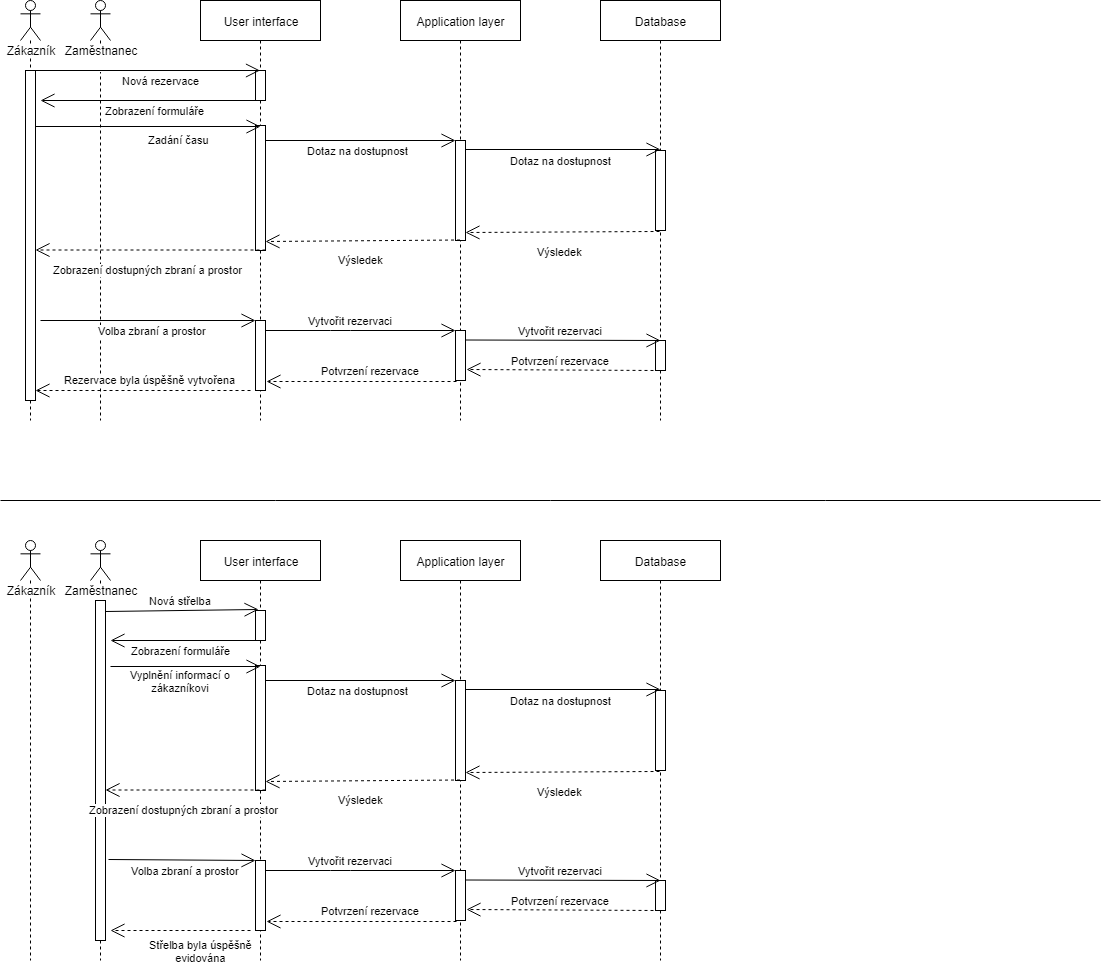 User interface
Application layer
Database
Zákazník
Zaměstnanec
Nová rezervace
Zobrazení formuláře
Zadání času
Dotaz na dostupnost
Dotaz na dostupnost
Výsledek
Výsledek
Zobrazení dostupných zbraní a prostor
Vytvořit rezervaci
Volba zbraní a prostor
Vytvořit rezervaci
Potvrzení rezervace
Potvrzení rezervace
Rezervace byla úspěšně vytvořena
User interface
Application layer
Database
Zákazník
Zaměstnanec
Nová střelba
Zobrazení formuláře
Vyplnění informací o
zákazníkovi
Dotaz na dostupnost
Dotaz na dostupnost
Výsledek
Výsledek
Zobrazení dostupných zbraní a prostor
Vytvořit rezervaci
Volba zbraní a prostor
Vytvořit rezervaci
Potvrzení rezervace
Potvrzení rezervace
Střelba byla úspěšně
evidována